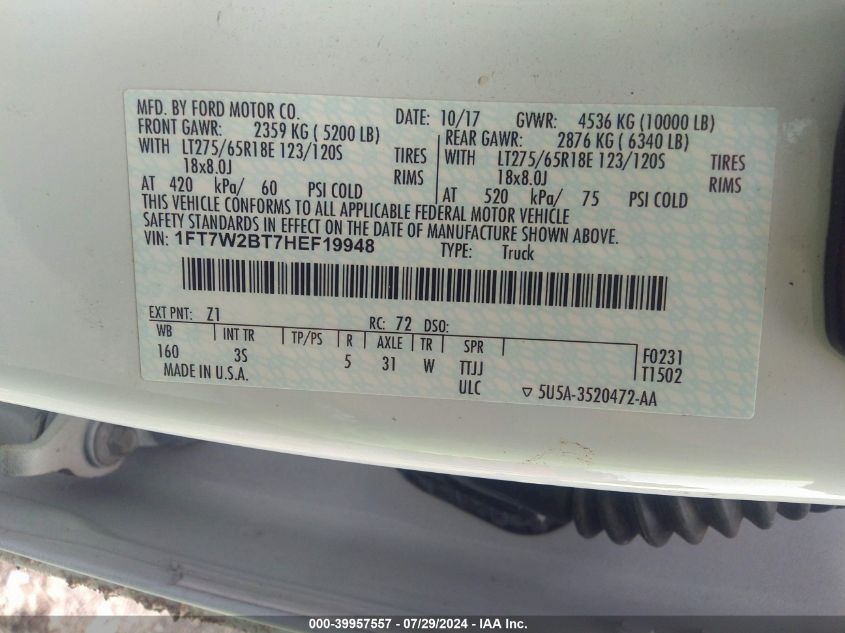 MFD. BY FORD MOTOR CO.
DATE: 10/17 GVWR: 4536 KG (10000 LB)
FRONT GAWR: 2359 KG ( 5200 LB)
REAR GAWR: 2876 KG ( 6340 LB)
WITH LT275/65R18E 123/120S TIRES
WITH LT275/65R18E 123/120S TIRES
18x8.0J RIMS
18x8.0J RIMS
AT 420 kPa/ 60 PSI COLD
AT 520 kPa/ 75 PSI COLD
THIS VEHICLE CONFORMS TO ALL APPLICABLE FEDERAL MOTOR VEHICLE
SAFETY STANDARDS IN EFFECT ON THE DATE OF MANUFACTURE SHOWN ABOVE.
VIN: 1FT7W2BT7HEF19948 TYPE: Truck
EXT PNT: Z1 RC: 72 DSO:
WB INT TR TP/PS R AXLE TR SPR
160 3S 5 31 W TTJJ F0231
MADE IN U.S.A. ULC T1502
▽ 5U5A-3520472-AA
000-39957557 - 07/29/2024 - IAA Inc.